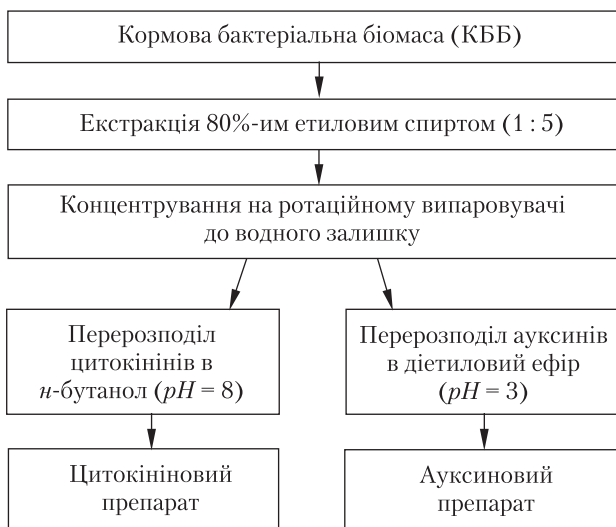 Кормова бактеріальна біомаса (КББ)
Екстракція 80%-им етиловим спиртом (1 : 5)
Концентрування на ротаційному випаровувачі
до водного залишку
Перерозподіл
цитокінінів в
н-бутанол (pH = 8)
Перерозподіл ауксинів
в діетиловий ефір
(pH = 3)
Цитокініновий
препарат
Ауксиновий
препарат